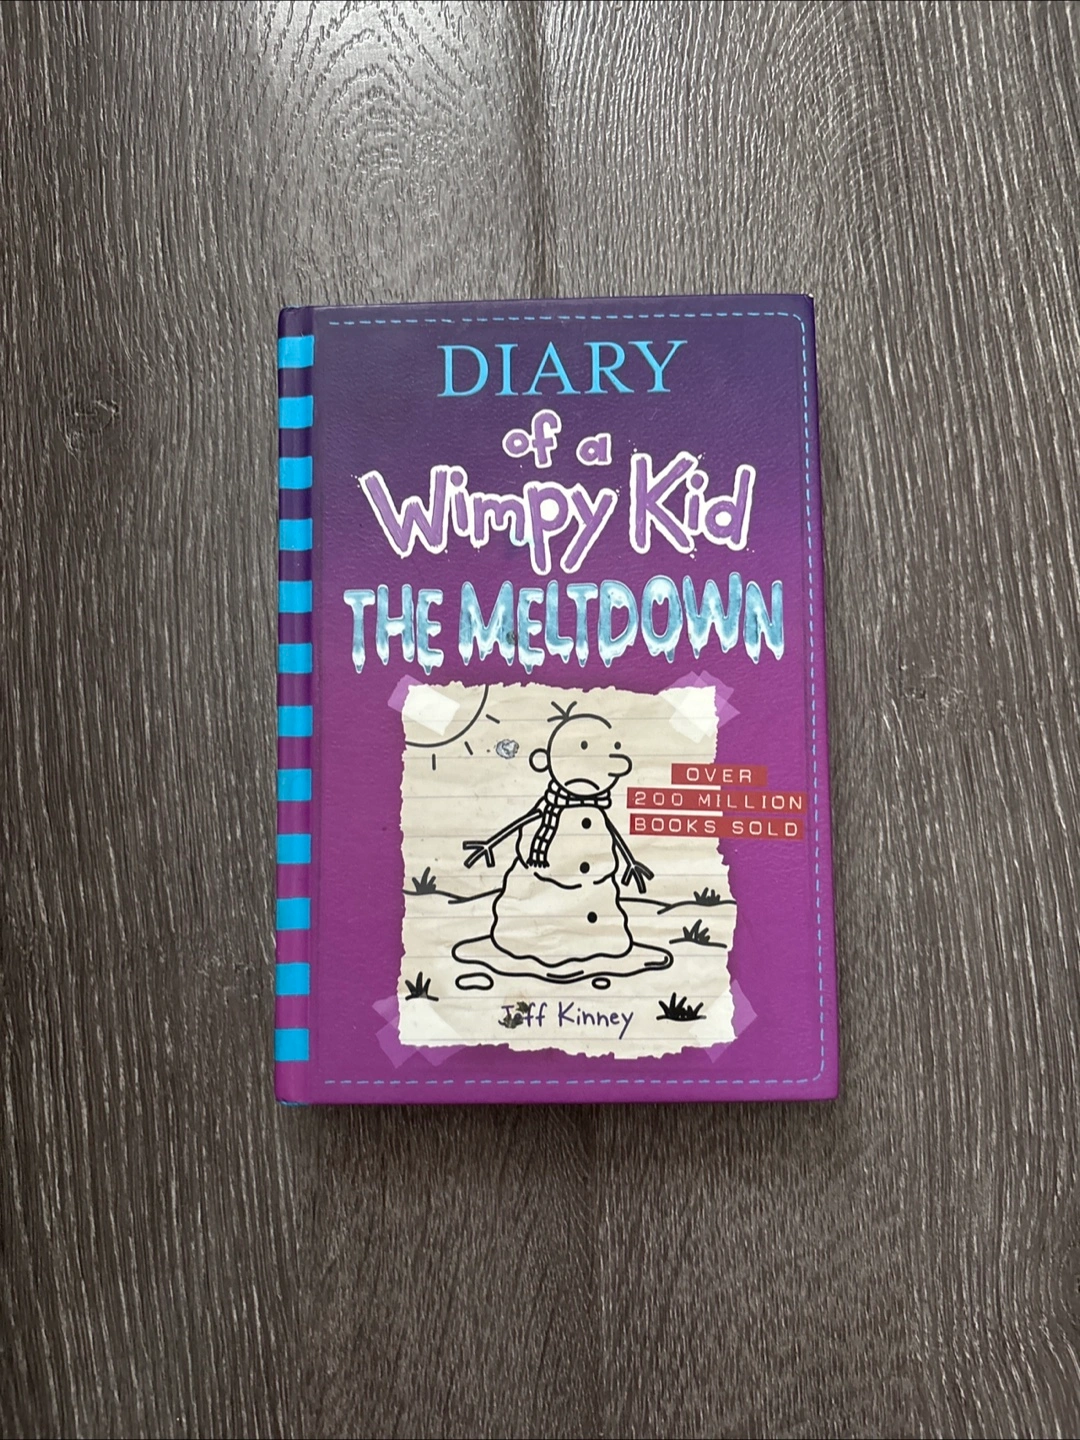 DIARY
of a
Wimpy Kid
THE MELTDOWN
OVER
200 MILLION
BOOKS SOLD
Jeff Kinney